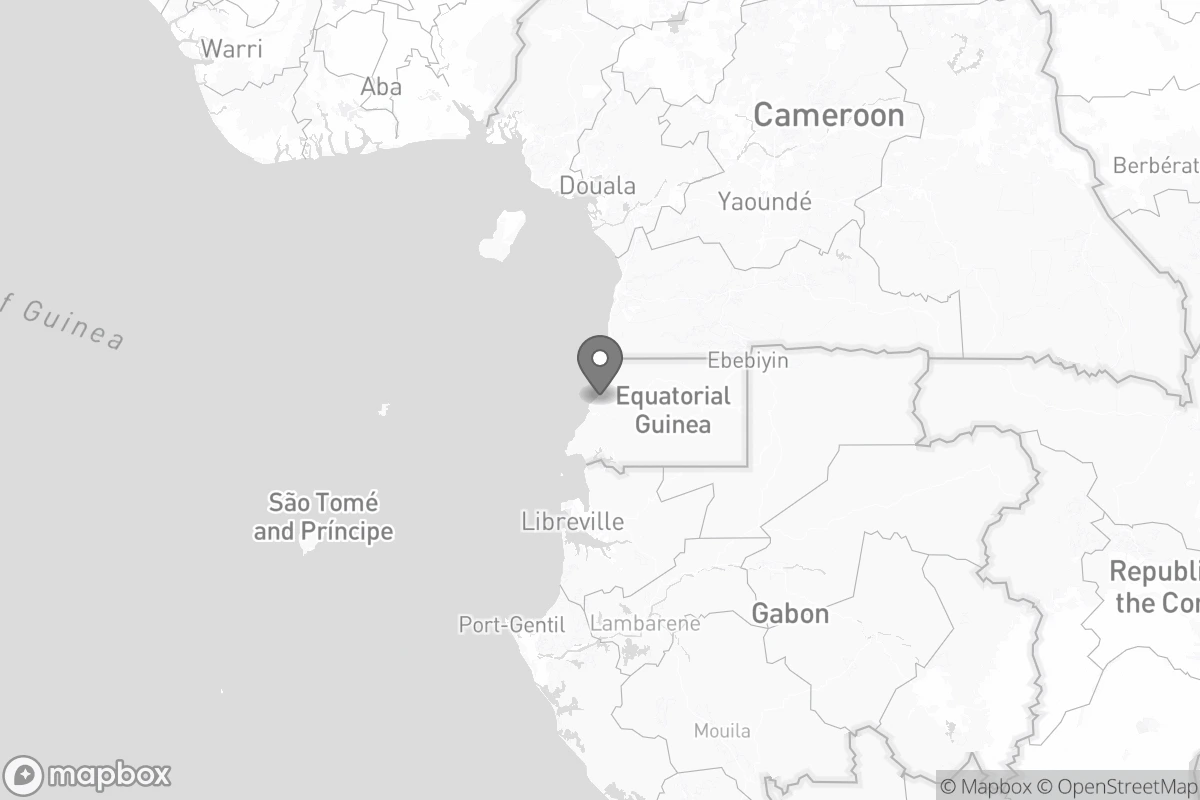 Warri
Aba
Cameroon
Berbérat
Douala
Yaoundé
f Guinea
Ebebiyin
Equatorial
Guinea
São Tomé
and Príncipe
Libreville
Republi
the Con
Gabon
Port-Gentil
Lambarene
Mouila
mapbox
© Mapbox © OpenStreetMap